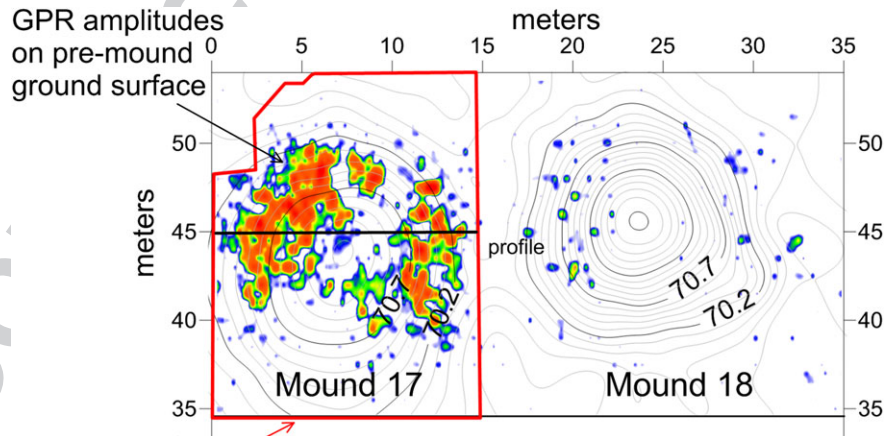 GPR amplitudes
on pre-mound
ground surface
meters
0 5 10 15 20 25 30 35
50 50
45 45
40 40
35 35
meters
profile
70.7
70.2
70.7
70.2
Mound 17
Mound 18